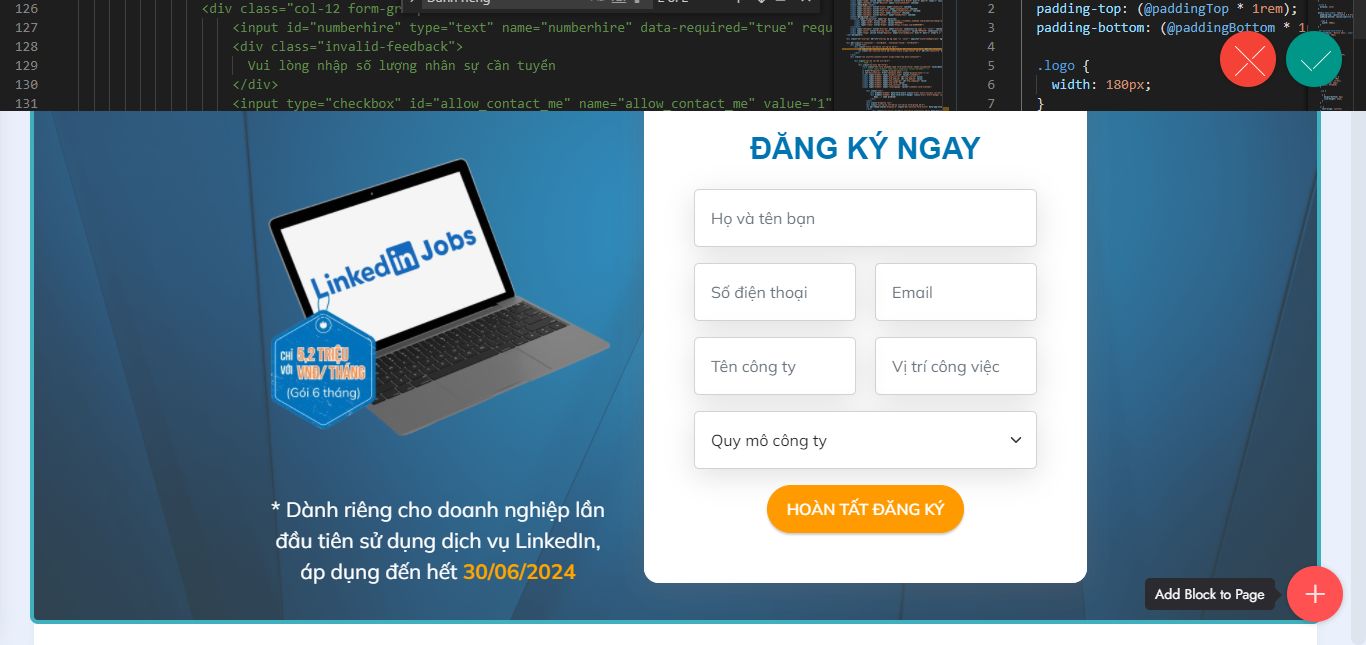 126 <div class="col-12 form-gr
127 <input id="numberhire" type="text" name="numberhire" data-required="true" requ
128 <div class="invalid-feedback">
129 Vui lòng nhập số lượng nhân sự cần tuyển
130 </div>
131 <input type="checkbox" id="allow_contact_me" name="allow_contact_me" value="1"
2 padding-top: (@paddingTop * 1rem);
3 padding-bottom: (@paddingBottom * 1
4
5 .logo {
6 width: 180px;
7 }
LinkedIn Jobs
CHỈ VỚI 5,2 TRIỆU
VNĐ/ THÁNG
(Gói 6 tháng)
* Dành riêng cho doanh nghiệp lần
đầu tiên sử dụng dịch vụ LinkedIn,
áp dụng đến hết 30/06/2024
ĐĂNG KÝ NGAY
Họ và tên bạn
Số điện thoại
Email
Tên công ty
Vị trí công việc
Quy mô công ty
HOÀN TẤT ĐĂNG KÝ
Add Block to Page